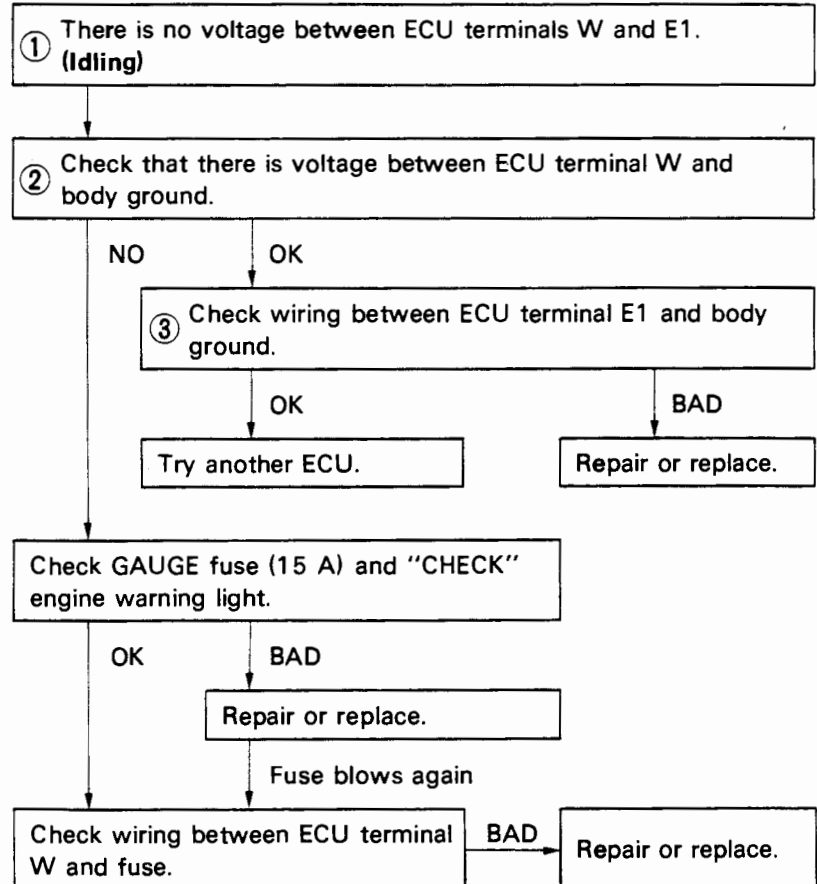 ① There is no voltage between ECU terminals W and E1.
(Idling)
② Check that there is voltage between ECU terminal W and
body ground.
NO
OK
③ Check wiring between ECU terminal E1 and body
ground.
OK
BAD
Try another ECU.
Repair or replace.
Check GAUGE fuse (15 A) and "CHECK"
engine warning light.
OK
BAD
Repair or replace.
Fuse blows again
Check wiring between ECU terminal
W and fuse.
BAD
Repair or replace.